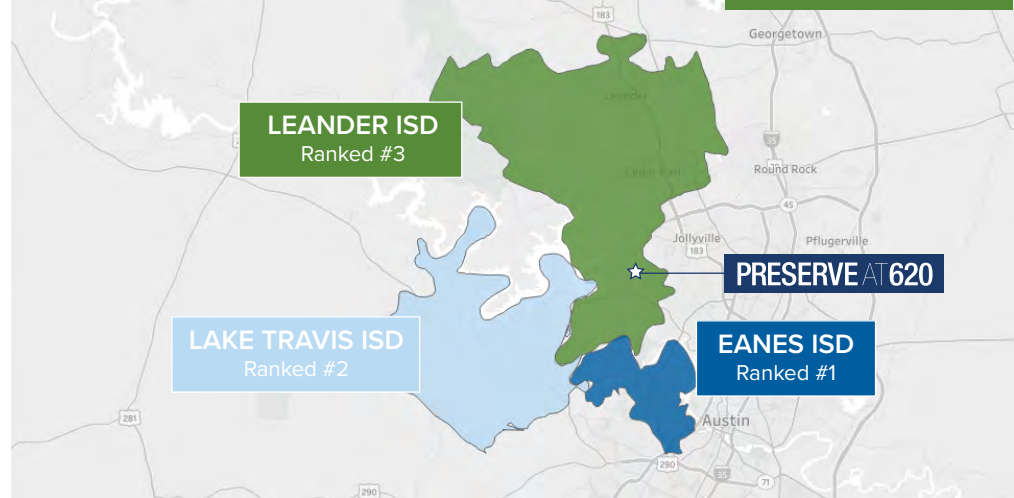 183
Georgetown
Leander
LEANDER ISD
Ranked #3
35
Round Rock
Cedar Park
45
Jollyville
183
Pflugerville
PRESERVE AT 620
LAKE TRAVIS ISD
Ranked #2
EANES ISD
Ranked #1
281
Austin
290
35
71
290